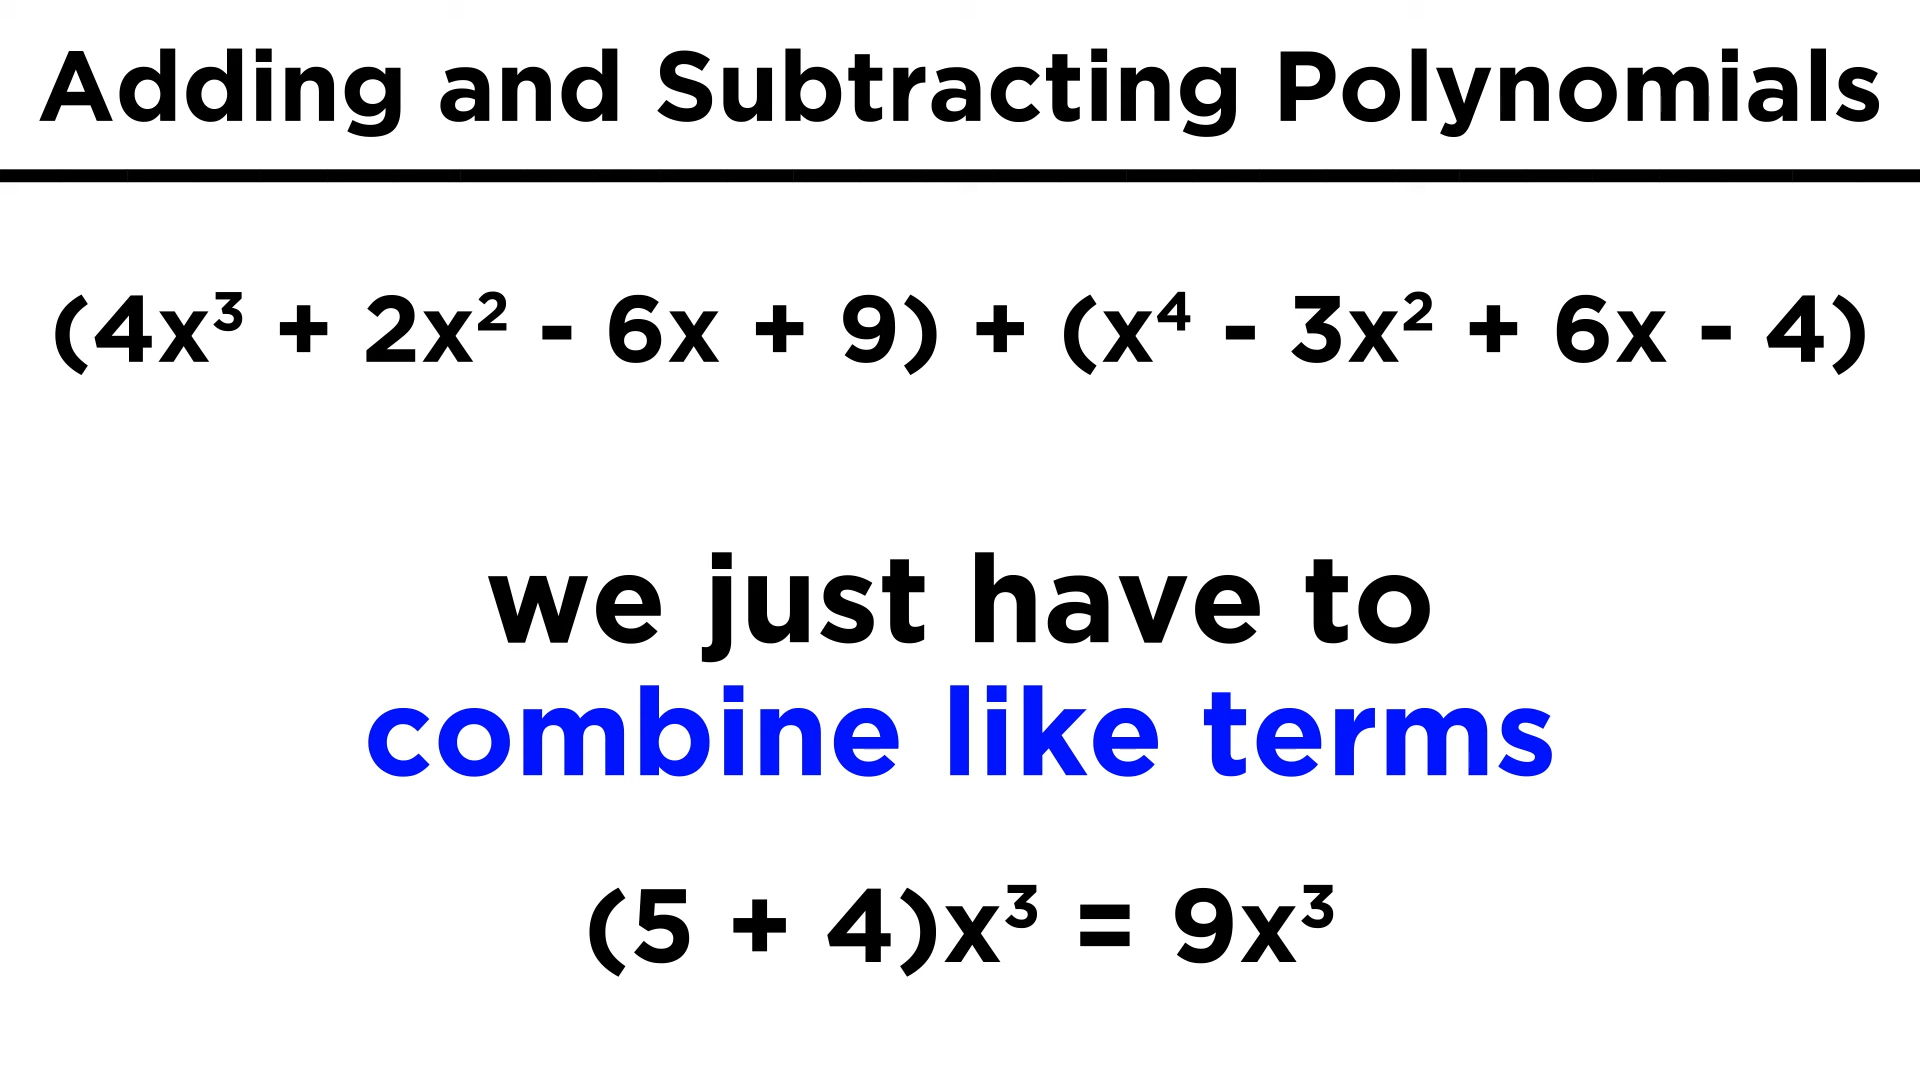 Adding and Subtracting Polynomials
(4x³ + 2x² - 6x + 9) + (x⁴ - 3x² + 6x - 4)
we just have to
combine like terms
(5 + 4)x³ = 9x³